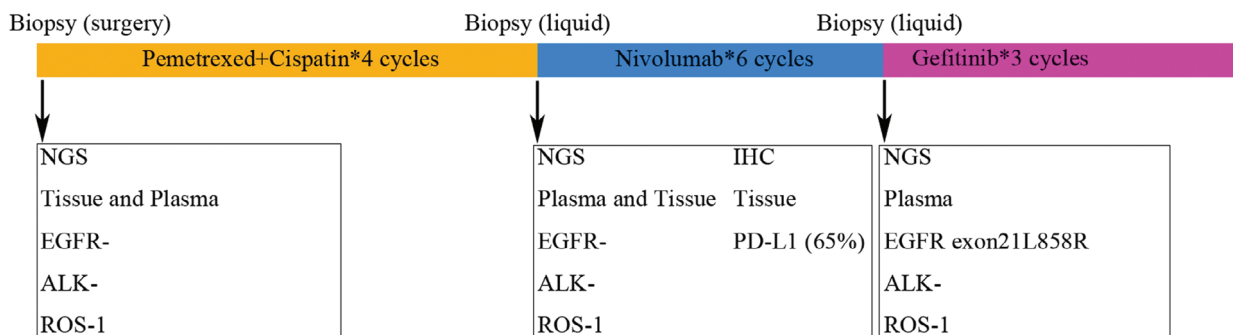 Biopsy (surgery)
Biopsy (liquid)
Biopsy (liquid)
Pemetrexed+Cispatin*4 cycles
Nivolumab*6 cycles
Gefitinib*3 cycles
NGS
Tissue and Plasma
EGFR-
ALK-
ROS-1
NGS
Plasma and Tissue
EGFR-
ALK-
ROS-1
IHC
Tissue
PD-L1 (65%)
NGS
Plasma
EGFR exon21L858R
ALK-
ROS-1